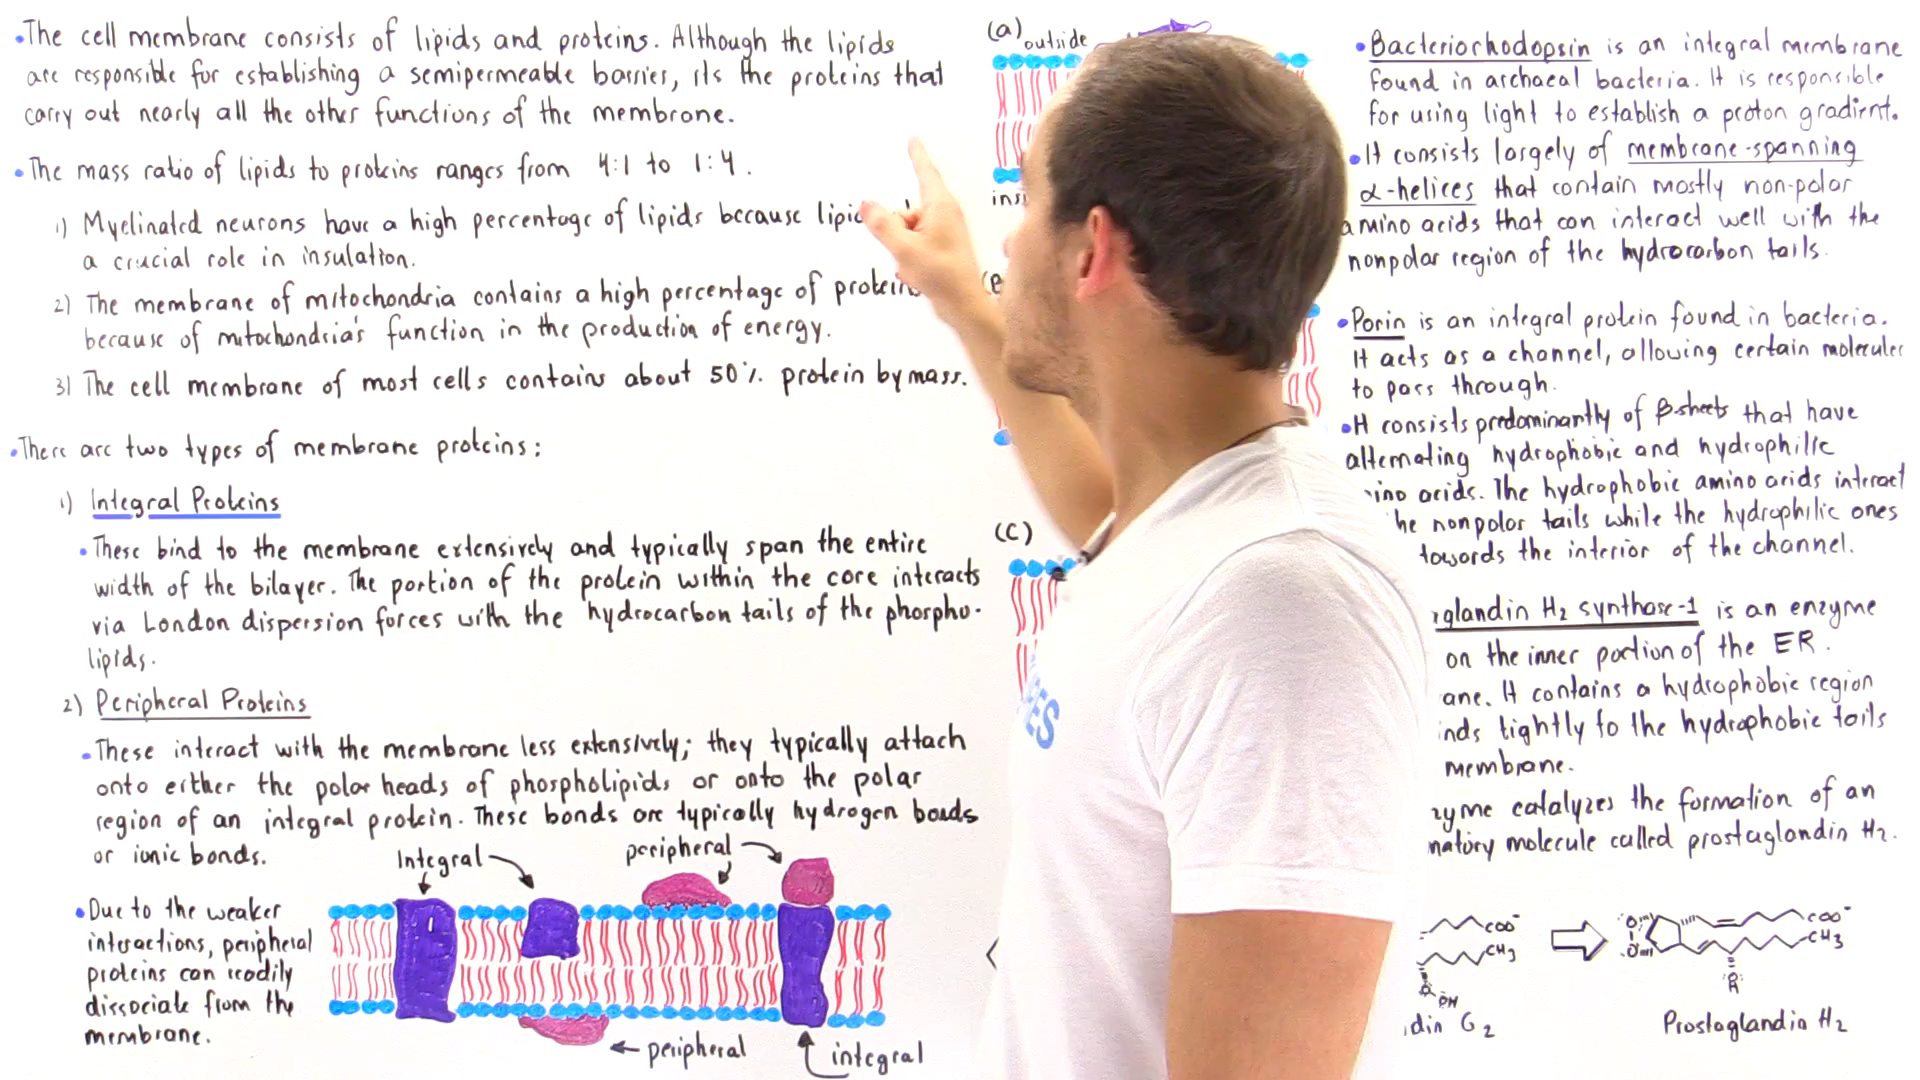 •The cell membrane consists of lipids and proteins. Although the lipids
are responsible for establishing a semipermeable barrier, its the proteins that
carry out nearly all the other functions of the membrane.
•The mass ratio of lipids to proteins ranges from 4:1 to 1:4.
1) Myelinated neurons have a high percentage of lipids because
a crucial role in insulation.
2) The membrane of mitochondria contains a high percentage of protein
because of mitochondria's function in the production of energy.
3) The cell membrane of most cells contains about 50% protein by mass.
•There are two types of membrane proteins:
1) Integral Proteins
•These bind to the membrane extensively and typically span the entire
width of the bilayer. The portion of the protein within the core interacts
via London dispersion forces with the hydrocarbon tails of the phospho-
lipids.
2) Peripheral Proteins
•These interact with the membrane less extensively; they typically attach
onto either the polar heads of phospholipids or onto the polar
region of an integral protein. These bonds are typically hydrogen bonds
or ionic bonds.
•Due to the weaker
interactions, peripheral
proteins can readily
dissociate from the
membrane.
Integral
peripheral
peripheral
integral
(a)
outside
(C)
•Bacteriorhodopsin is an integral membrane
found in archaeal bacteria. It is responsible
for using light to establish a proton gradient.
•It consists largely of membrane-spanning
α-helices that contain mostly non-polar
amino acids that can interact well with the
nonpolar region of the hydrocarbon tails.
•Porin is an integral protein found in bacteria.
It acts as a channel, allowing certain molecules
to pass through.
•It consists predominantly of β-sheets that have
alternating hydrophobic and hydrophilic
ino acids. The hydrophobic amino acids interact
he nonpolar tails while the hydrophilic ones
towards the interior of the channel.
glandin H2 synthase-1 is an enzyme
on the inner portion of the ER.
ane. It contains a hydrophobic region
nds tightly to the hydrophobic tails
membrane.
zyme catalyzes the formation of an
matory molecule called prostaglandin H2.
COO⁻
CH3
OH
din G2
COO⁻
CH3
Prostaglandin H2